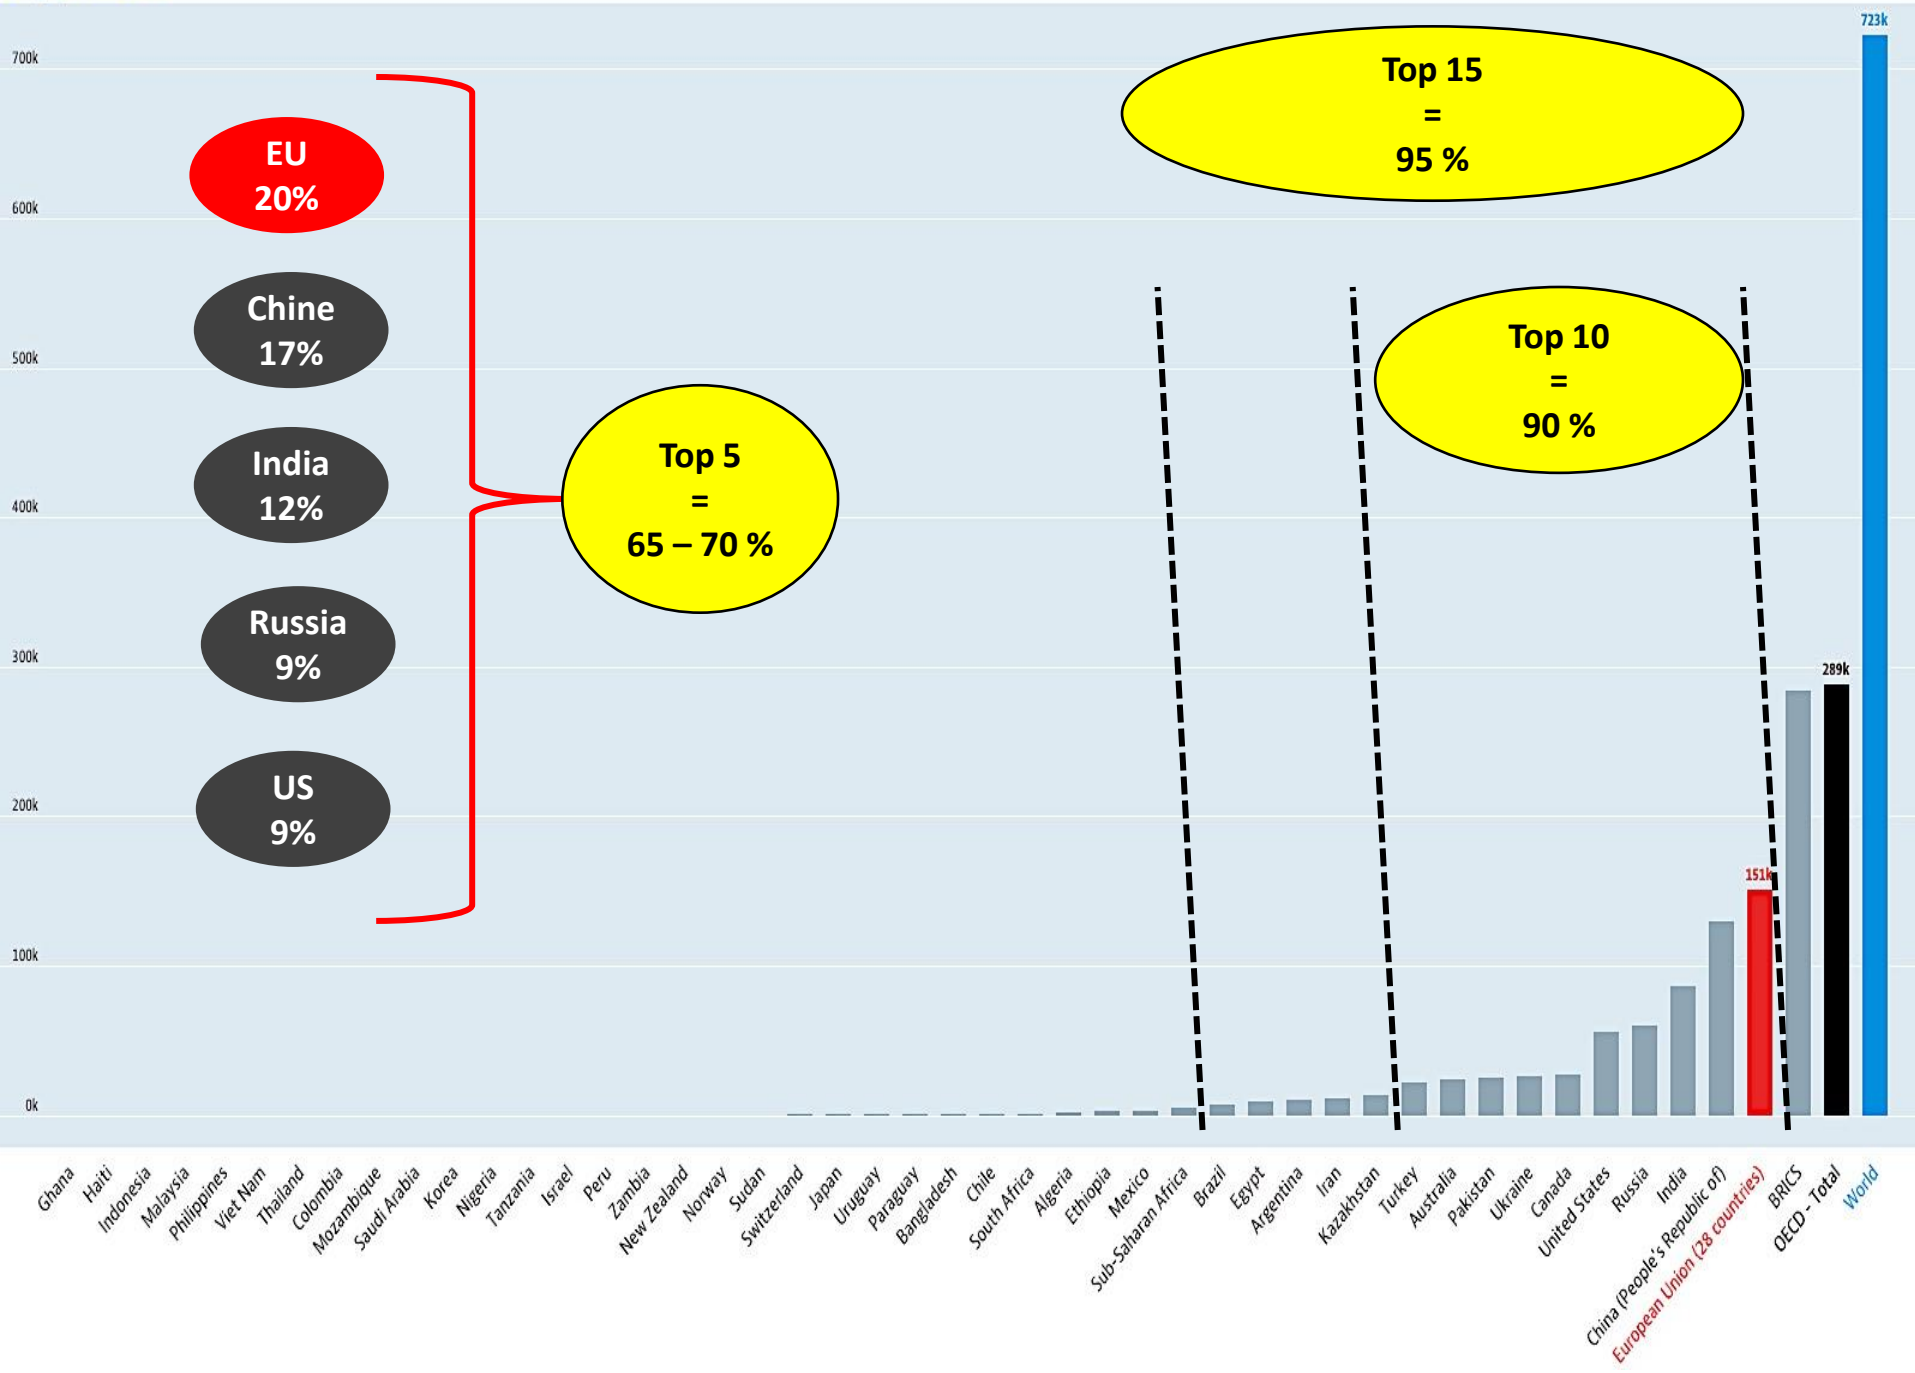 723k
700k
600k
500k
400k
300k
200k
100k
0k
EU
20%
Chine
17%
India
12%
Russia
9%
US
9%
Top 5
=
65 – 70 %
Top 15
=
95 %
Top 10
=
90 %
289k
151k
Ghana
Haiti
Indonesia
Malaysia
Philippines
Viet Nam
Thailand
Colombia
Mozambique
Saudi Arabia
Korea
Nigeria
Tanzania
Israel
Peru
Zambia
New Zealand
Norway
Sudan
Switzerland
Japan
Uruguay
Paraguay
Bangladesh
Chile
South Africa
Algeria
Ethiopia
Mexico
Sub-Saharan Africa
Brazil
Egypt
Argentina
Iran
Kazakhstan
Turkey
Australia
Pakistan
Ukraine
Canada
United States
Russia
India
China (People's Republic of)
European Union (28 countries)
BRICS
OECD - Total
World